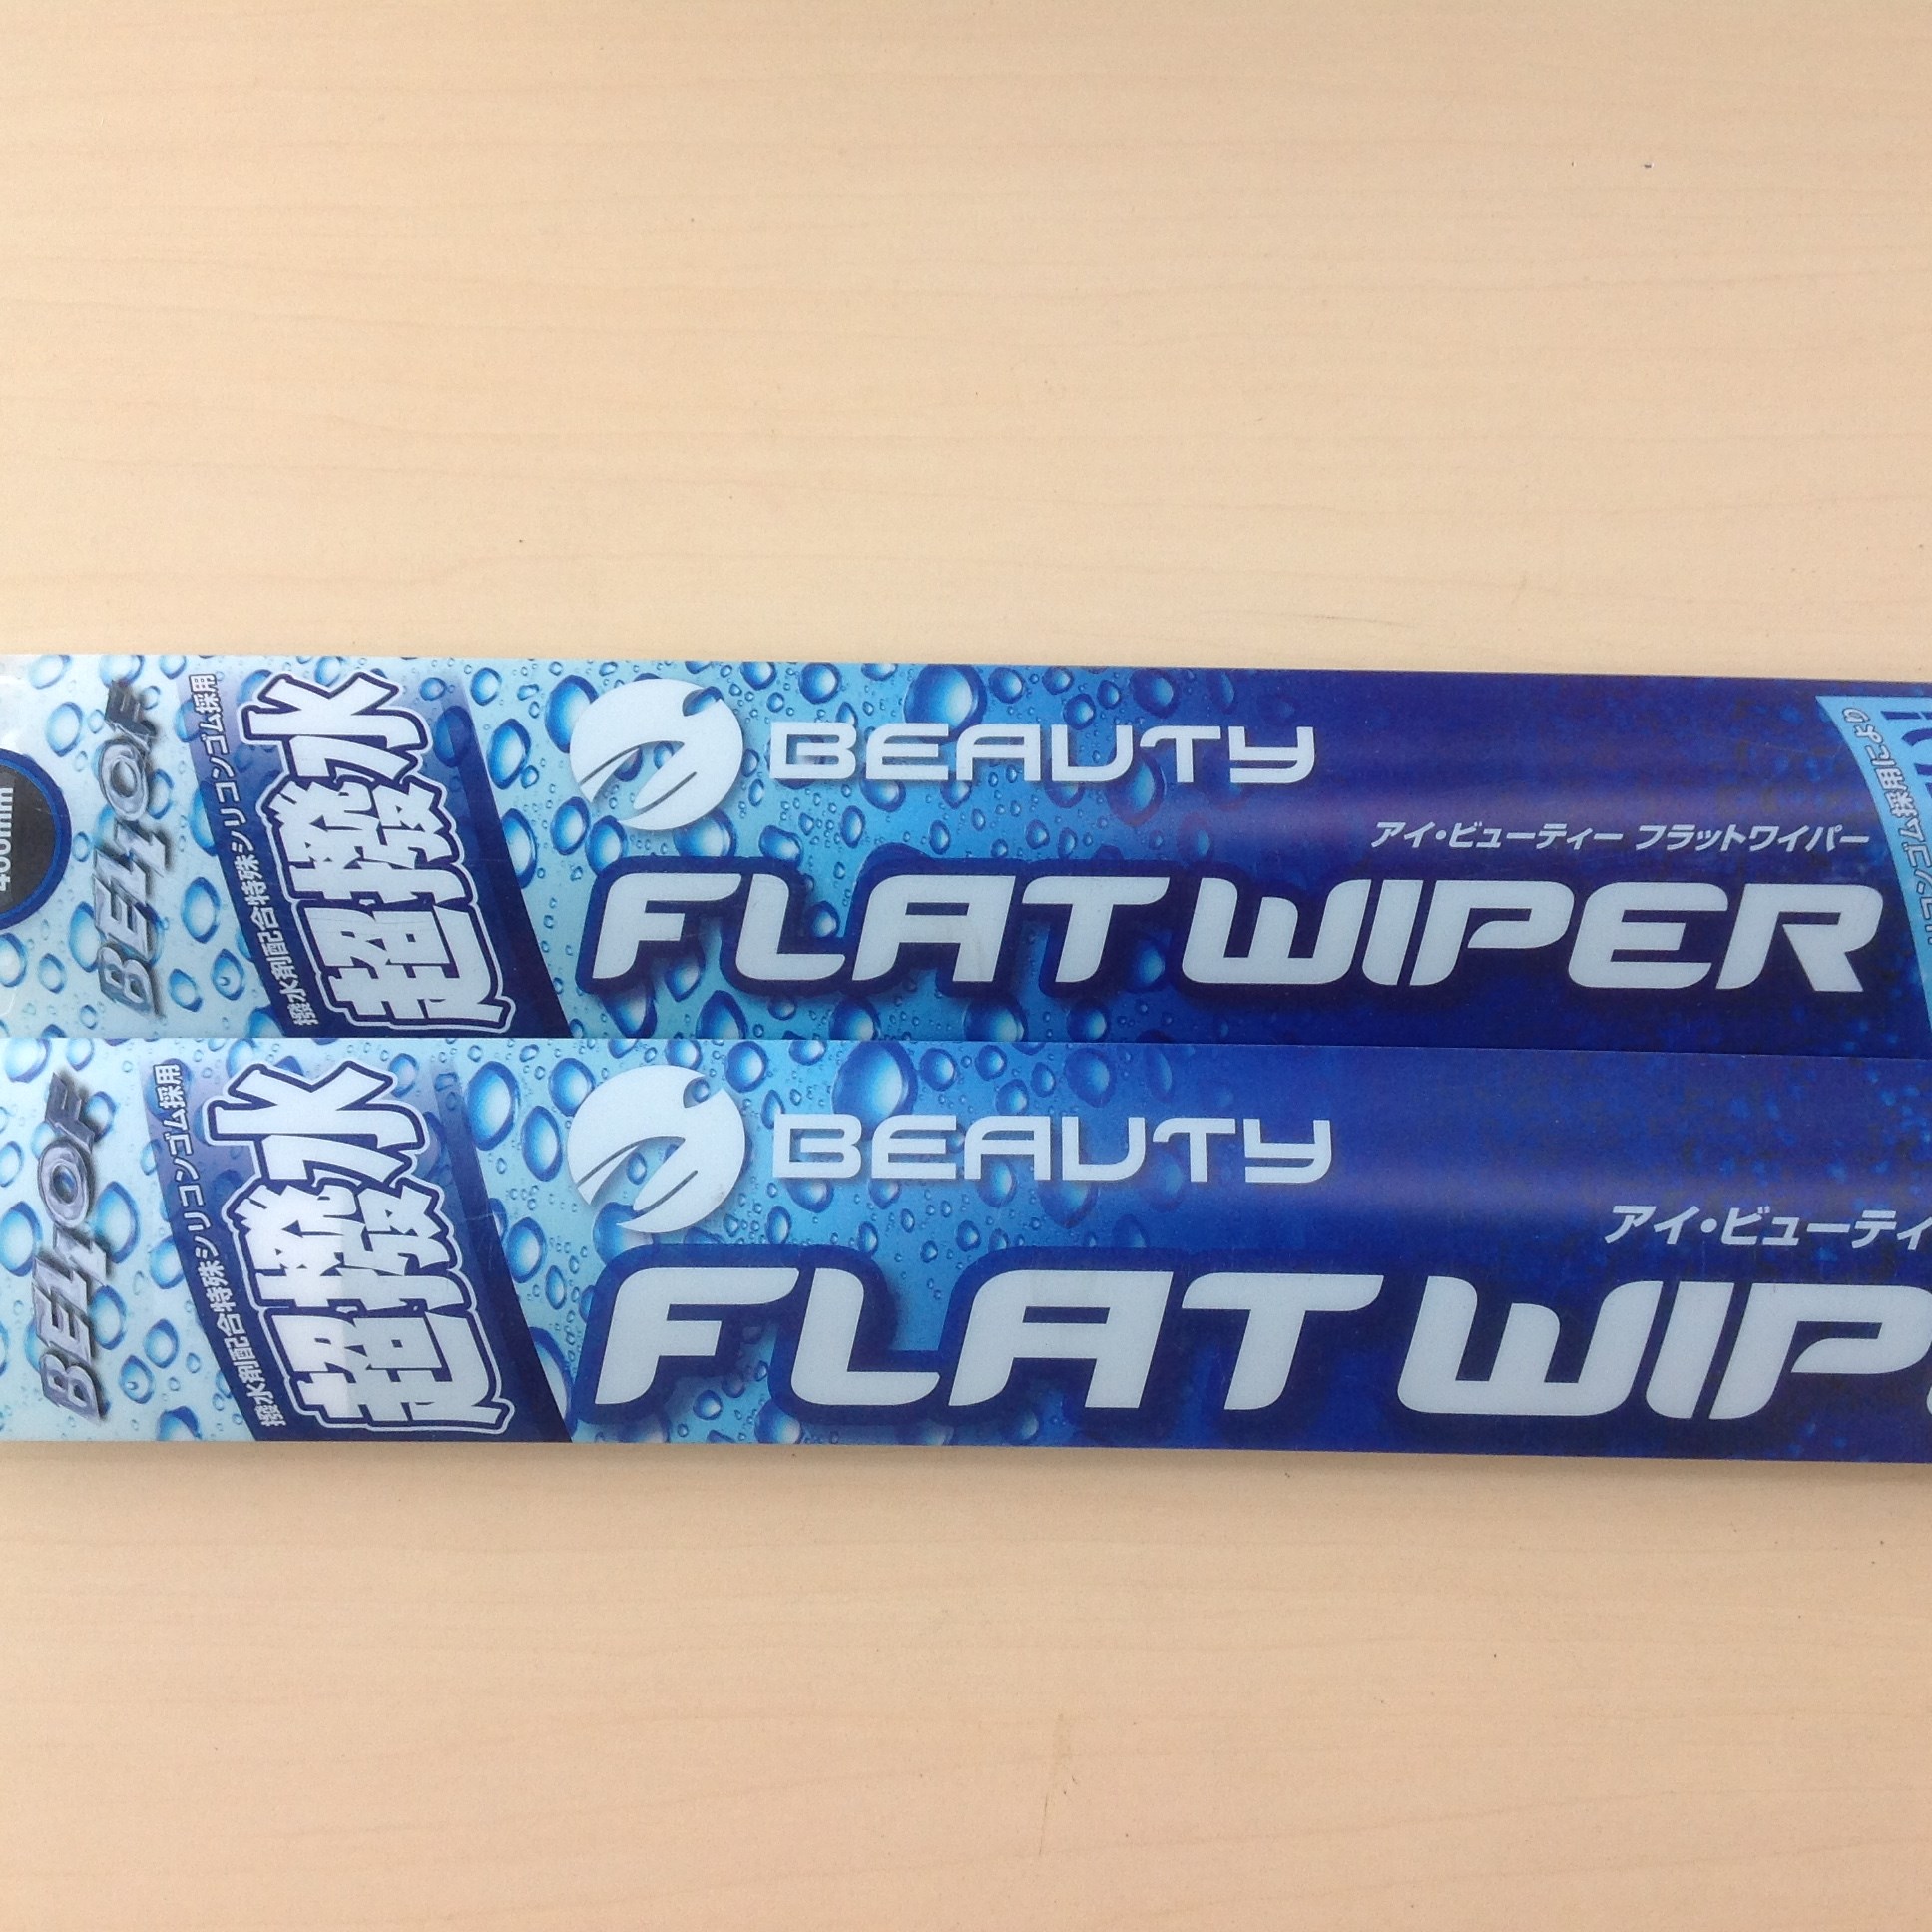 400mm
BELLOF
撥水剤配合特殊シリコンゴム採用
超撥水
BEAUTY
アイ・ビューティー フラットワイパー
FLAT WIPER
コンゴム採用により
BELLOF
撥水剤配合特殊シリコンゴム採用
超撥水
BEAUTY
アイ・ビューティ
FLAT WIP